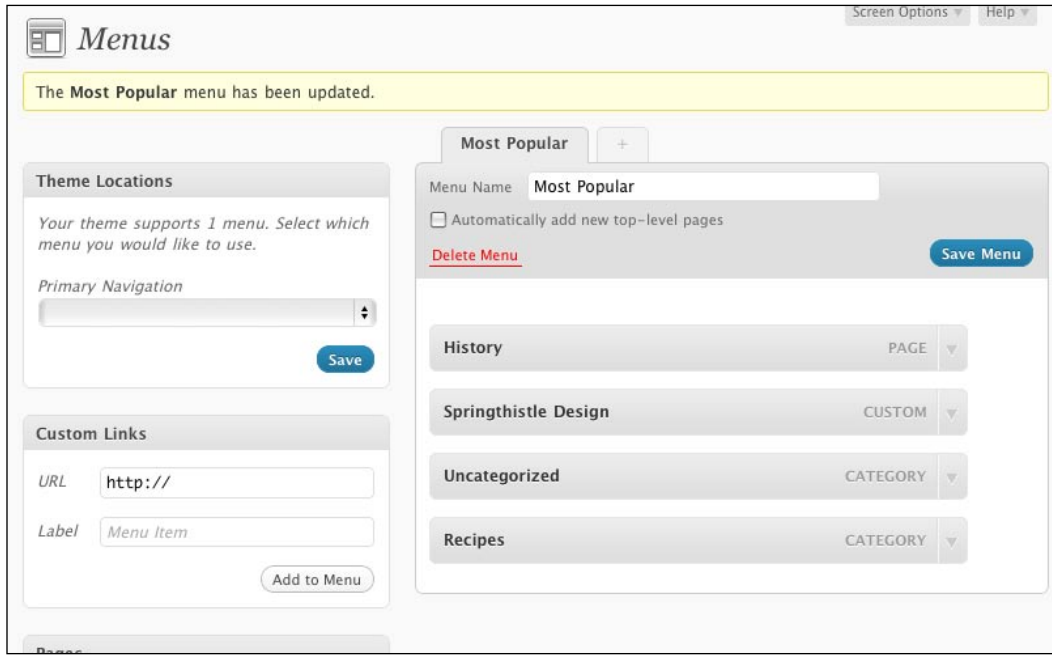 Screen Options
Help
Menus
The Most Popular menu has been updated.
Most Popular
+
Theme Locations
Your theme supports 1 menu. Select which
menu you would like to use.
Primary Navigation
Save
Custom Links
URL http://
Label Menu Item
Add to Menu
Pages
Menu Name Most Popular
Automatically add new top-level pages
Delete Menu
Save Menu
History PAGE
Springthistle Design CUSTOM
Uncategorized CATEGORY
Recipes CATEGORY